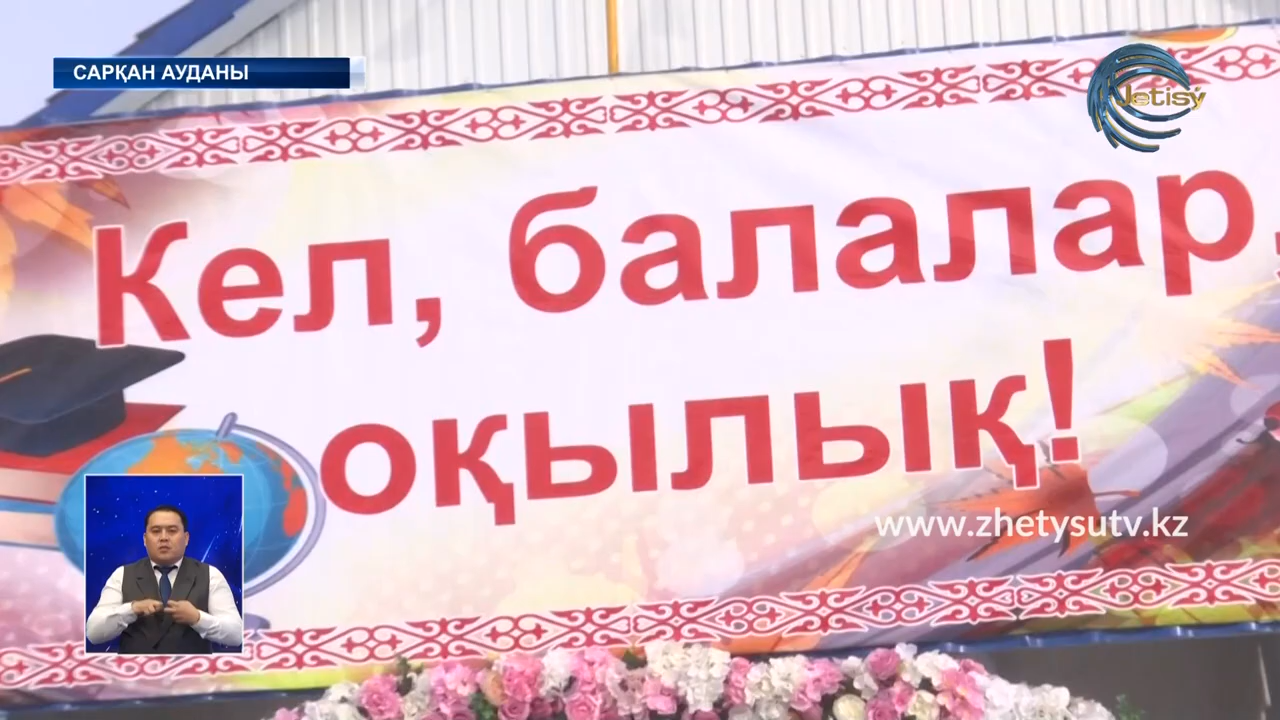 САРҚАН АУДАНЫ
Jetisý
Кел, балалар,
оқылық!
www.zhetysutv.kz